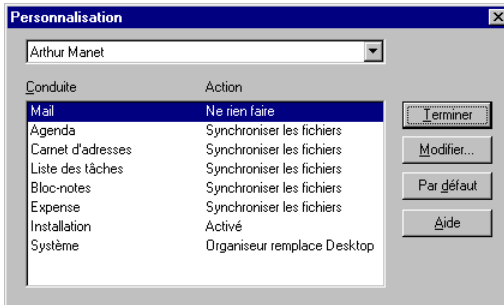 Personnalisation
Arthur Manet
Conduite Action
Mail Ne rien faire
Agenda Synchroniser les fichiers
Carnet d'adresses Synchroniser les fichiers
Liste des tâches Synchroniser les fichiers
Bloc-notes Synchroniser les fichiers
Expense Synchroniser les fichiers
Installation Activé
Système Organiseur remplace Desktop
Terminer
Modifier...
Par défaut
Aide